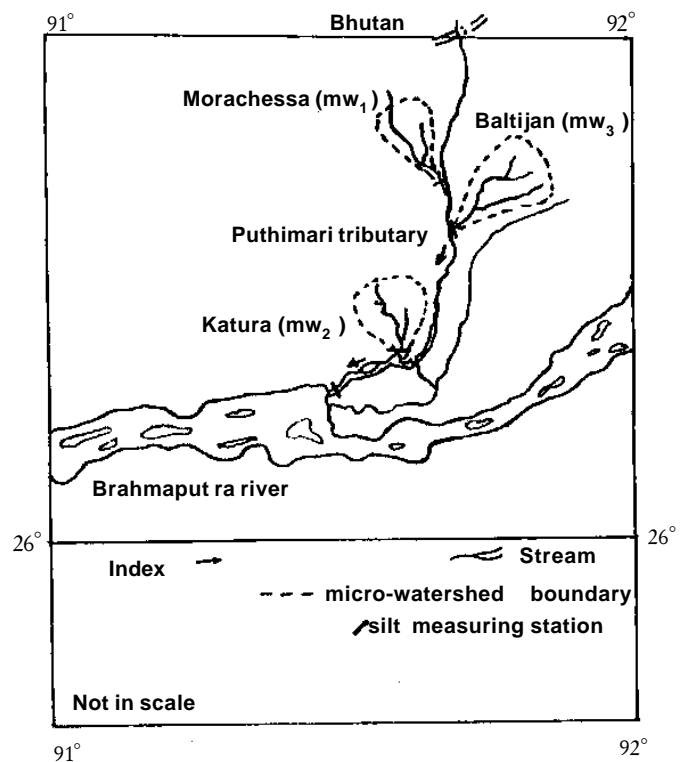 91° Bhutan 92°
Morachessa (mw1)
Baltijan (mw3 )
Puthimari tributary
Katura (mw2 )
Brahmaput ra river
26° 26°
Index Stream
micro-watershed boundary
silt measuring station
Not in scale
91° 92°